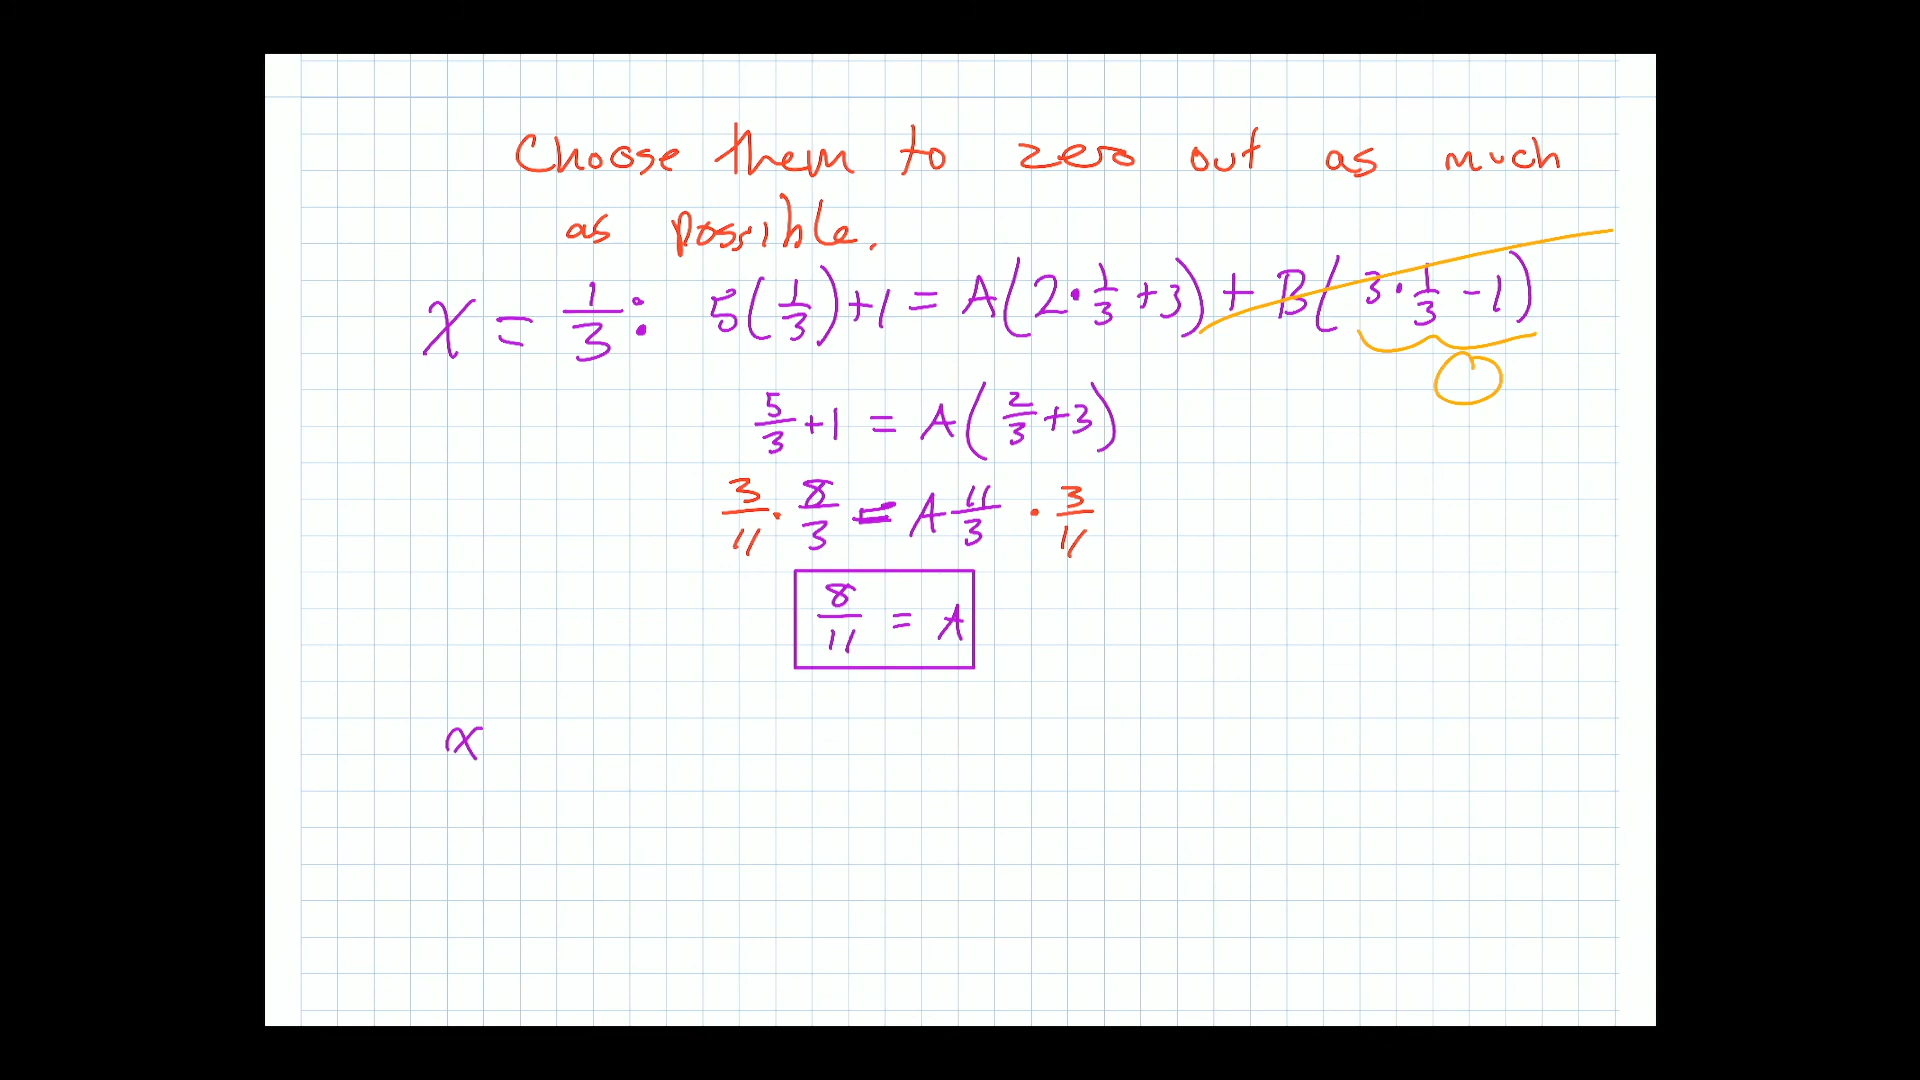 Choose them to zero out as much
as possible.
x = 1/3 : 5(1/3)+1 = A(2·1/3+3) + B(3·1/3-1)
0
5/3+1 = A(2/3+3)
3/11 · 8/3 = A 11/3 · 3/11
8/11 = A
x